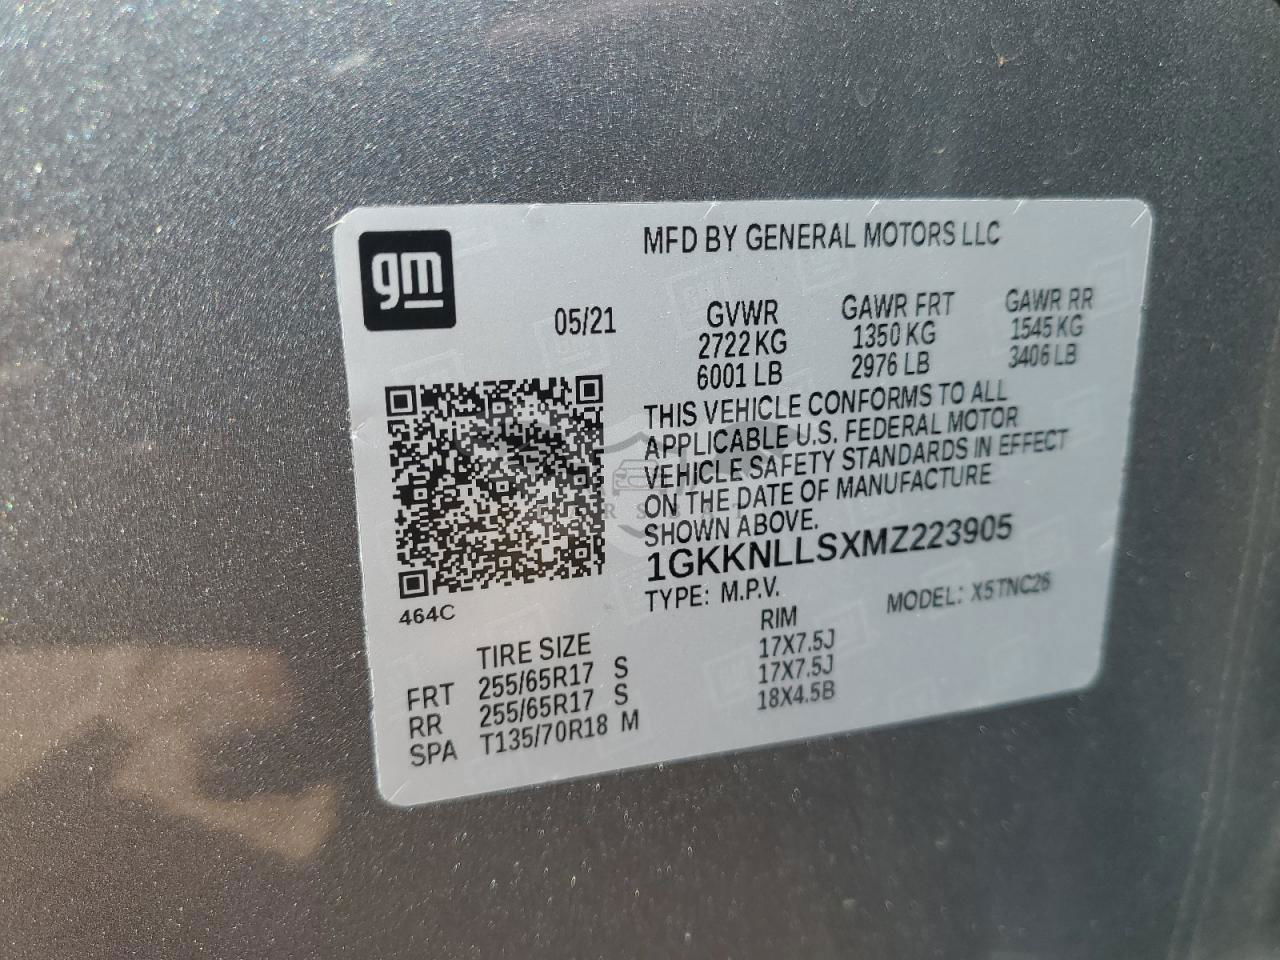 gm
MFD BY GENERAL MOTORS LLC
05/21
GVWR GAWR FRT GAWR RR
2722 KG 1350 KG 1545 KG
6001 LB 2976 LB 3406 LB
THIS VEHICLE CONFORMS TO ALL
APPLICABLE U.S. FEDERAL MOTOR
VEHICLE SAFETY STANDARDS IN EFFECT
ON THE DATE OF MANUFACTURE
SHOWN ABOVE.
1GKKNLLSXMZ223905
TYPE: M.P.V. MODEL: X5TNC26
464C
TIRE SIZE RIM
FRT 255/65R17 S 17X7.5J
RR 255/65R17 S 17X7.5J
SPA T135/70R18 M 18X4.5B